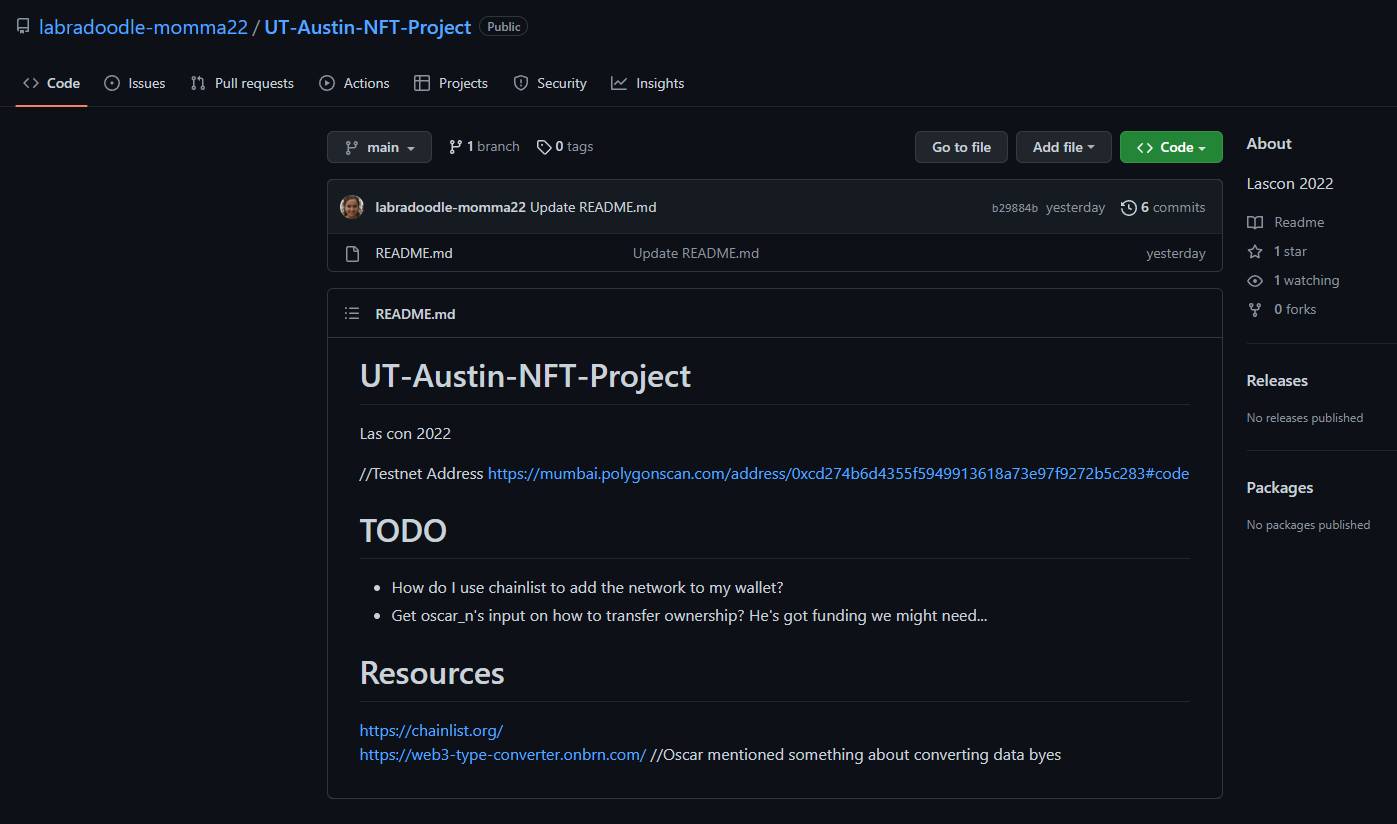 labradoodle-momma22 / UT-Austin-NFT-Project Public
Code Issues Pull requests Actions Projects Security Insights
main 1 branch 0 tags Go to file Add file Code
labradoodle-momma22 Update README.md b29884b yesterday 6 commits
README.md Update README.md yesterday
README.md
UT-Austin-NFT-Project
Las con 2022
//Testnet Address https://mumbai.polygonscan.com/address/0xcd274b6d4355f5949913618a73e97f9272b5c283#code
TODO
How do I use chainlist to add the network to my wallet?
Get oscar_n's input on how to transfer ownership? He's got funding we might need...
Resources
https://chainlist.org/
https://web3-type-converter.onbrn.com/ //Oscar mentioned something about converting data byes
About
Lascon 2022
Readme
1 star
1 watching
0 forks
Releases
No releases published
Packages
No packages published